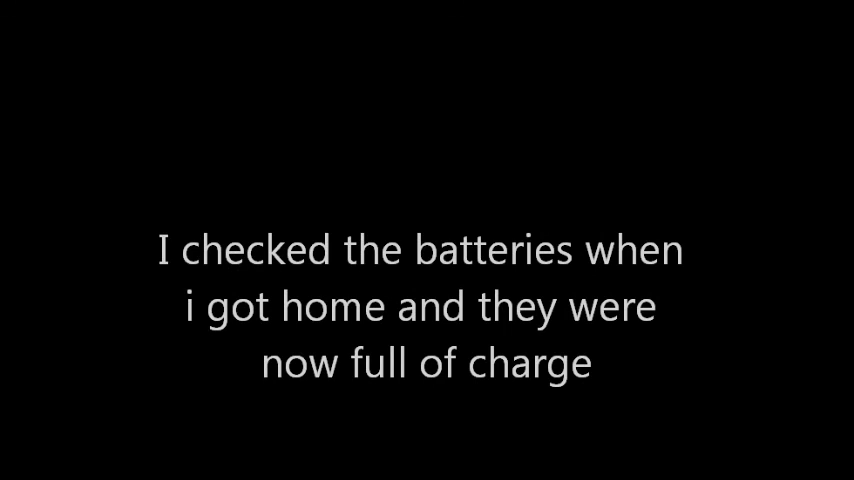 I checked the batteries when
i got home and they were
now full of charge